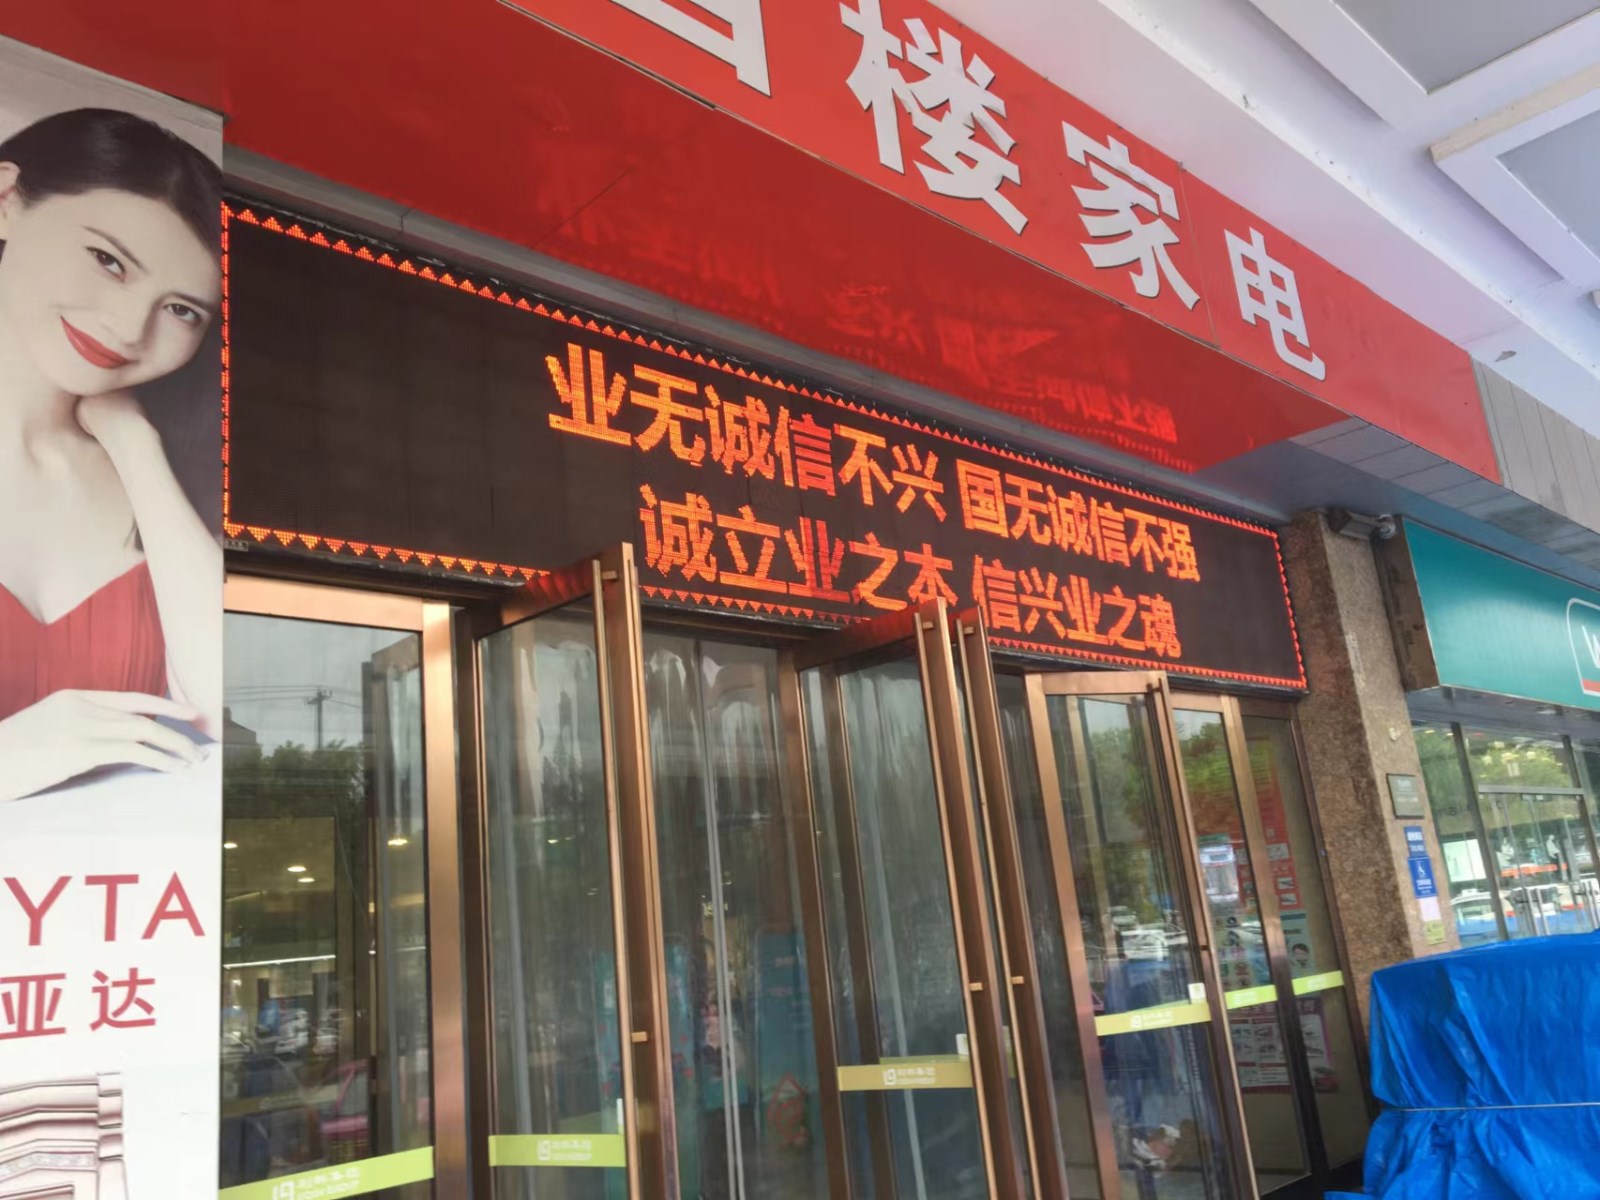 楼家电
业无诚信不兴 国无诚信不强
诚立业之本 信兴业之魂
YTA
亚达